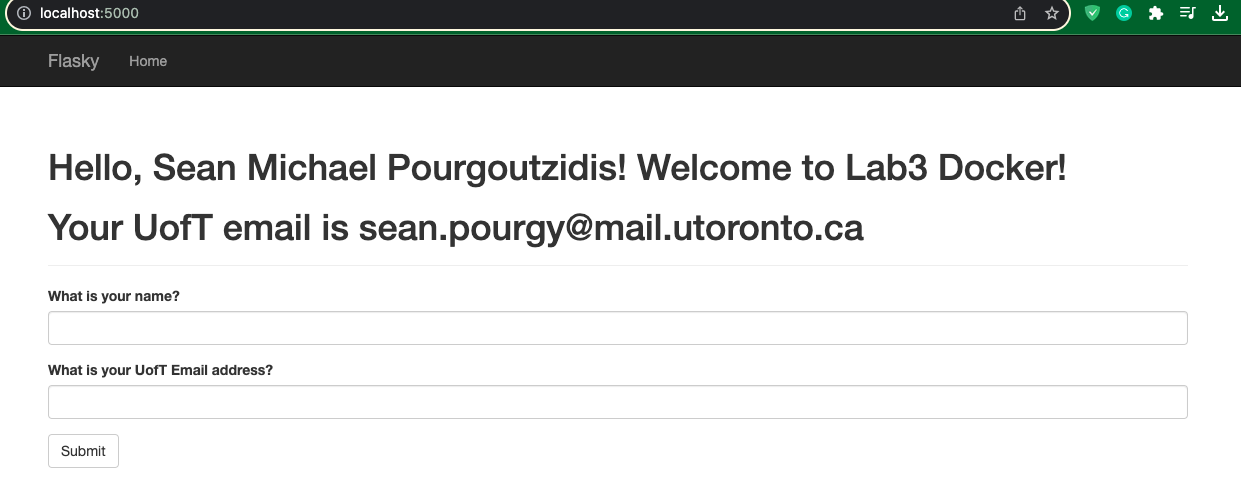 localhost:5000
Flasky Home
Hello, Sean Michael Pourgoutzidis! Welcome to Lab3 Docker!
Your UofT email is sean.pourgy@mail.utoronto.ca
What is your name?
What is your UofT Email address?
Submit